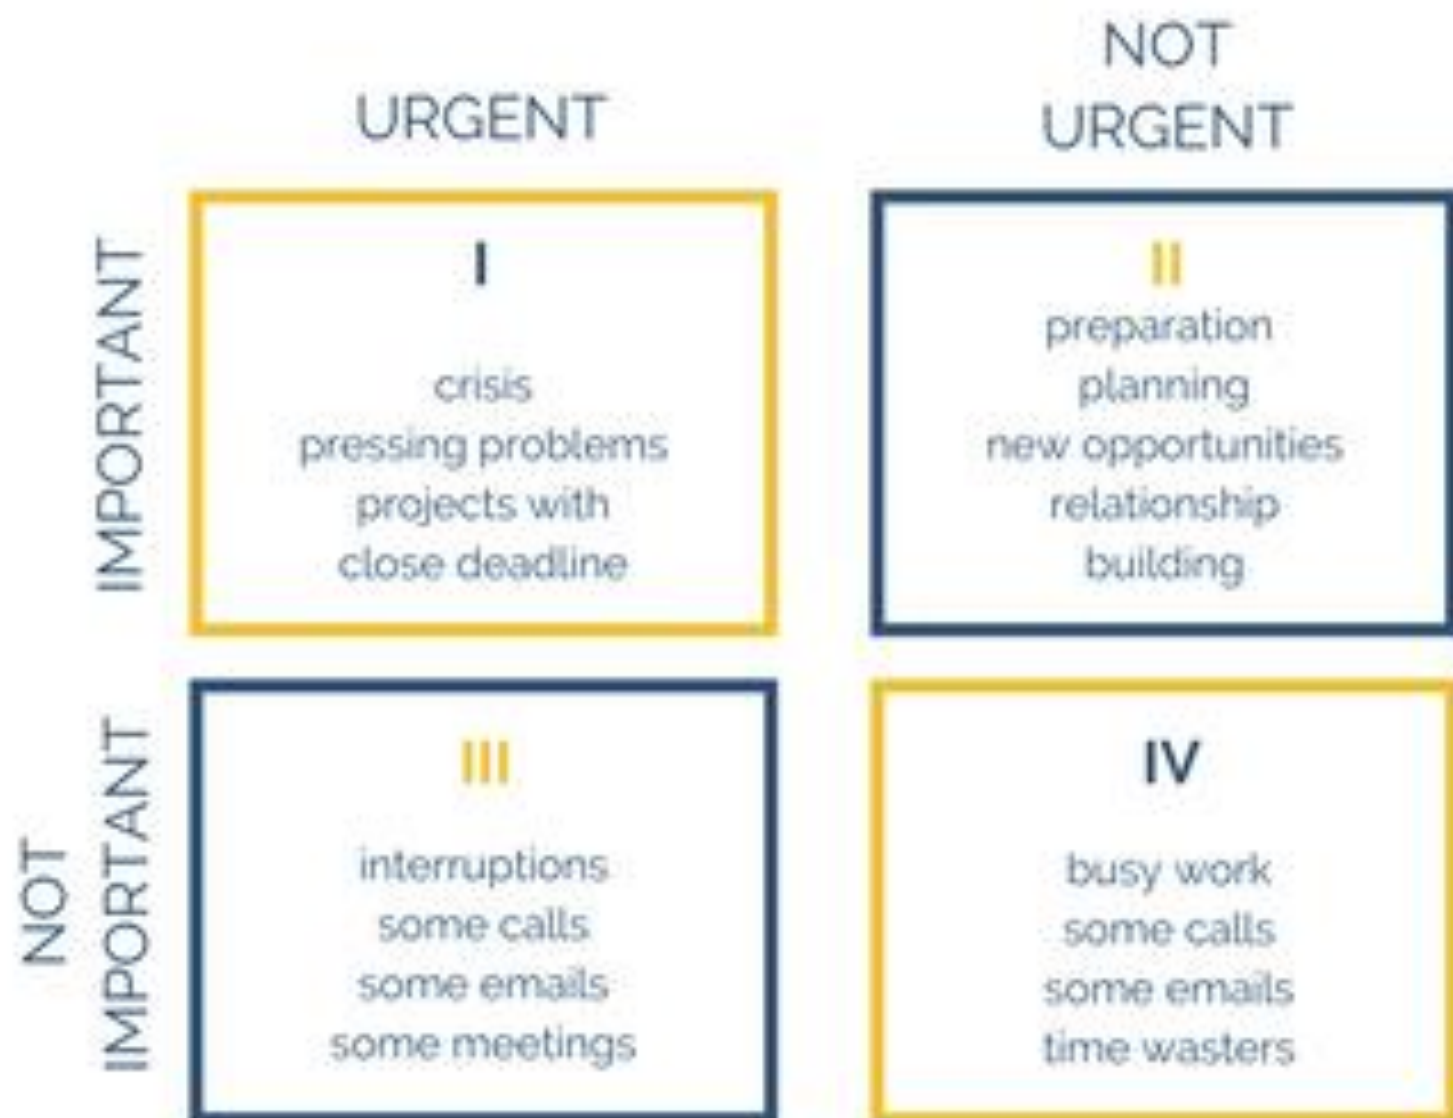 URGENT
NOT
URGENT
IMPORTANT
I
crisis
pressing problems
projects with
close deadline
II
preparation
planning
new opportunities
relationship
building
NOT
IMPORTANT
III
interruptions
some calls
some emails
some meetings
IV
busy work
some calls
some emails
time wasters